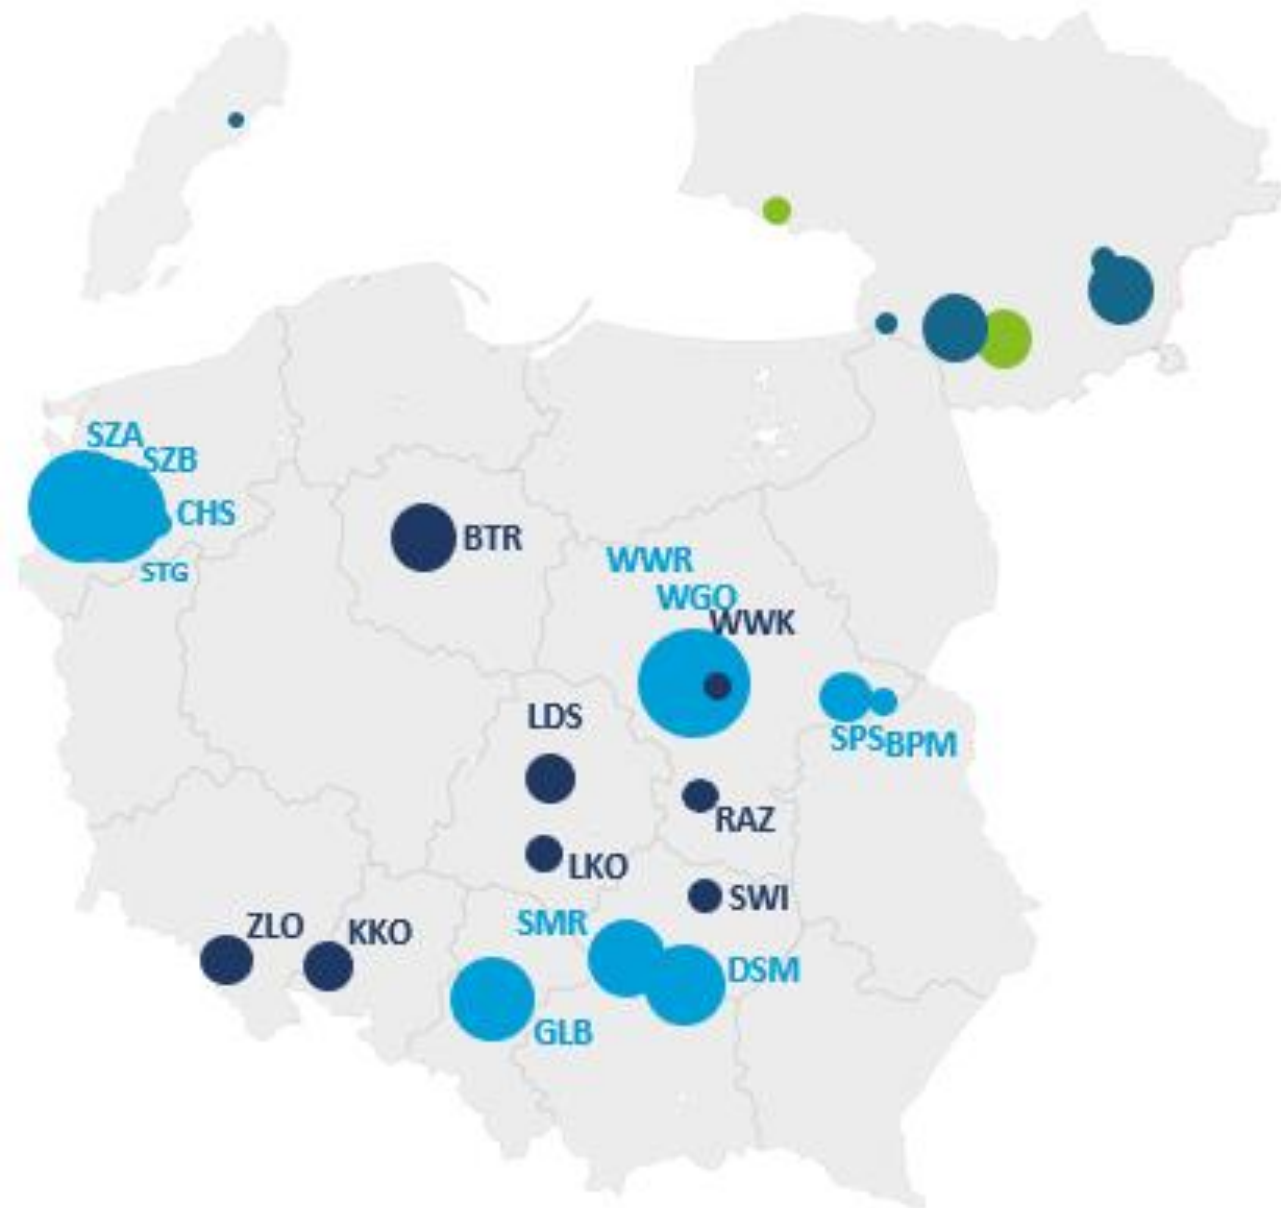 SZA
SZB
CHS
STG
BTR
WWR
WGO
WWK
LDS
SPS
BPM
RAZ
LKO
SWI
ZLO
KKO
SMR
DSM
GLB